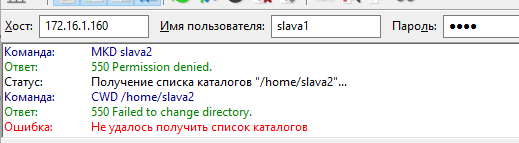 Хост: 172.16.1.160 Имя пользователя: slava1 Пароль: ●●●●
Команда: MKD slava2
Ответ: 550 Permission denied.
Статус: Получение списка каталогов "/home/slava2"...
Команда: CWD /home/slava2
Ответ: 550 Failed to change directory.
Ошибка: Не удалось получить список каталогов